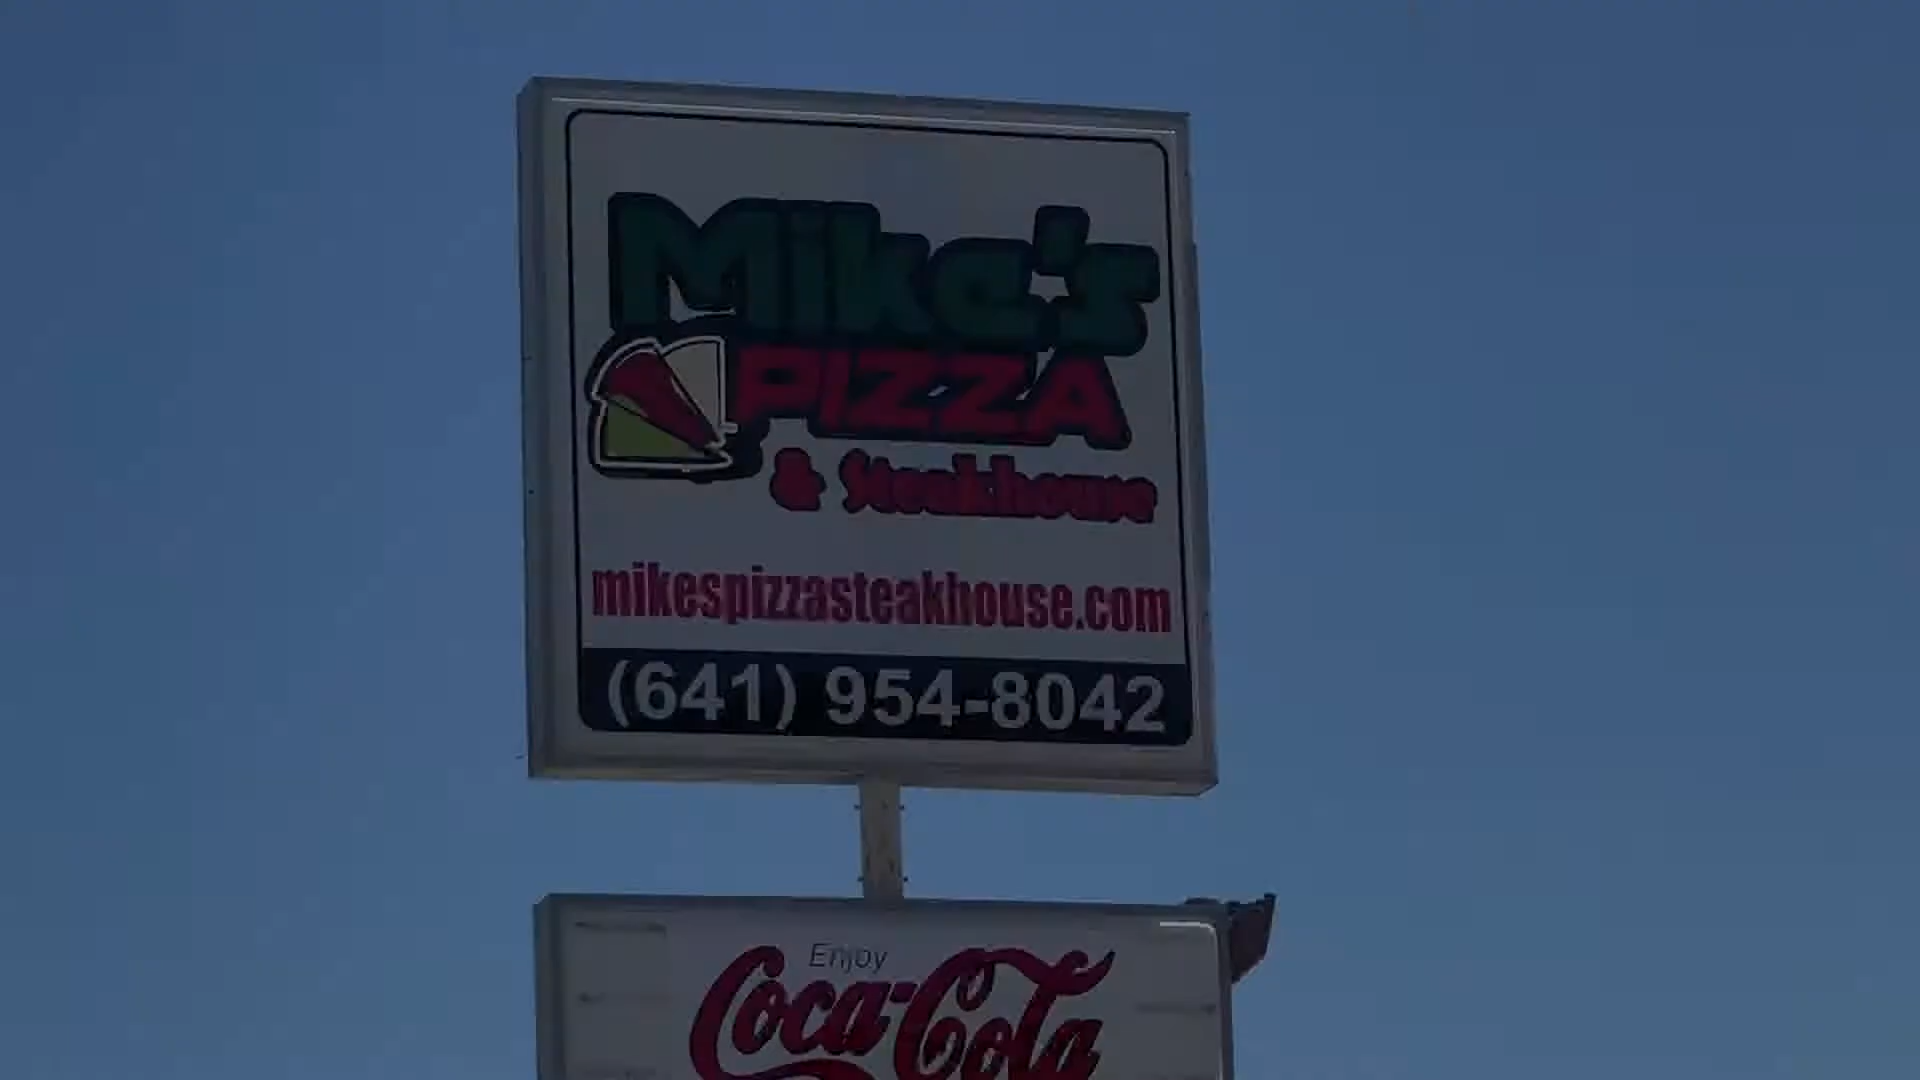 Mike's
PIZZA
& Steakhouse
mikespizzasteakhouse.com
(641) 954-8042
Enjoy
Coca-Cola